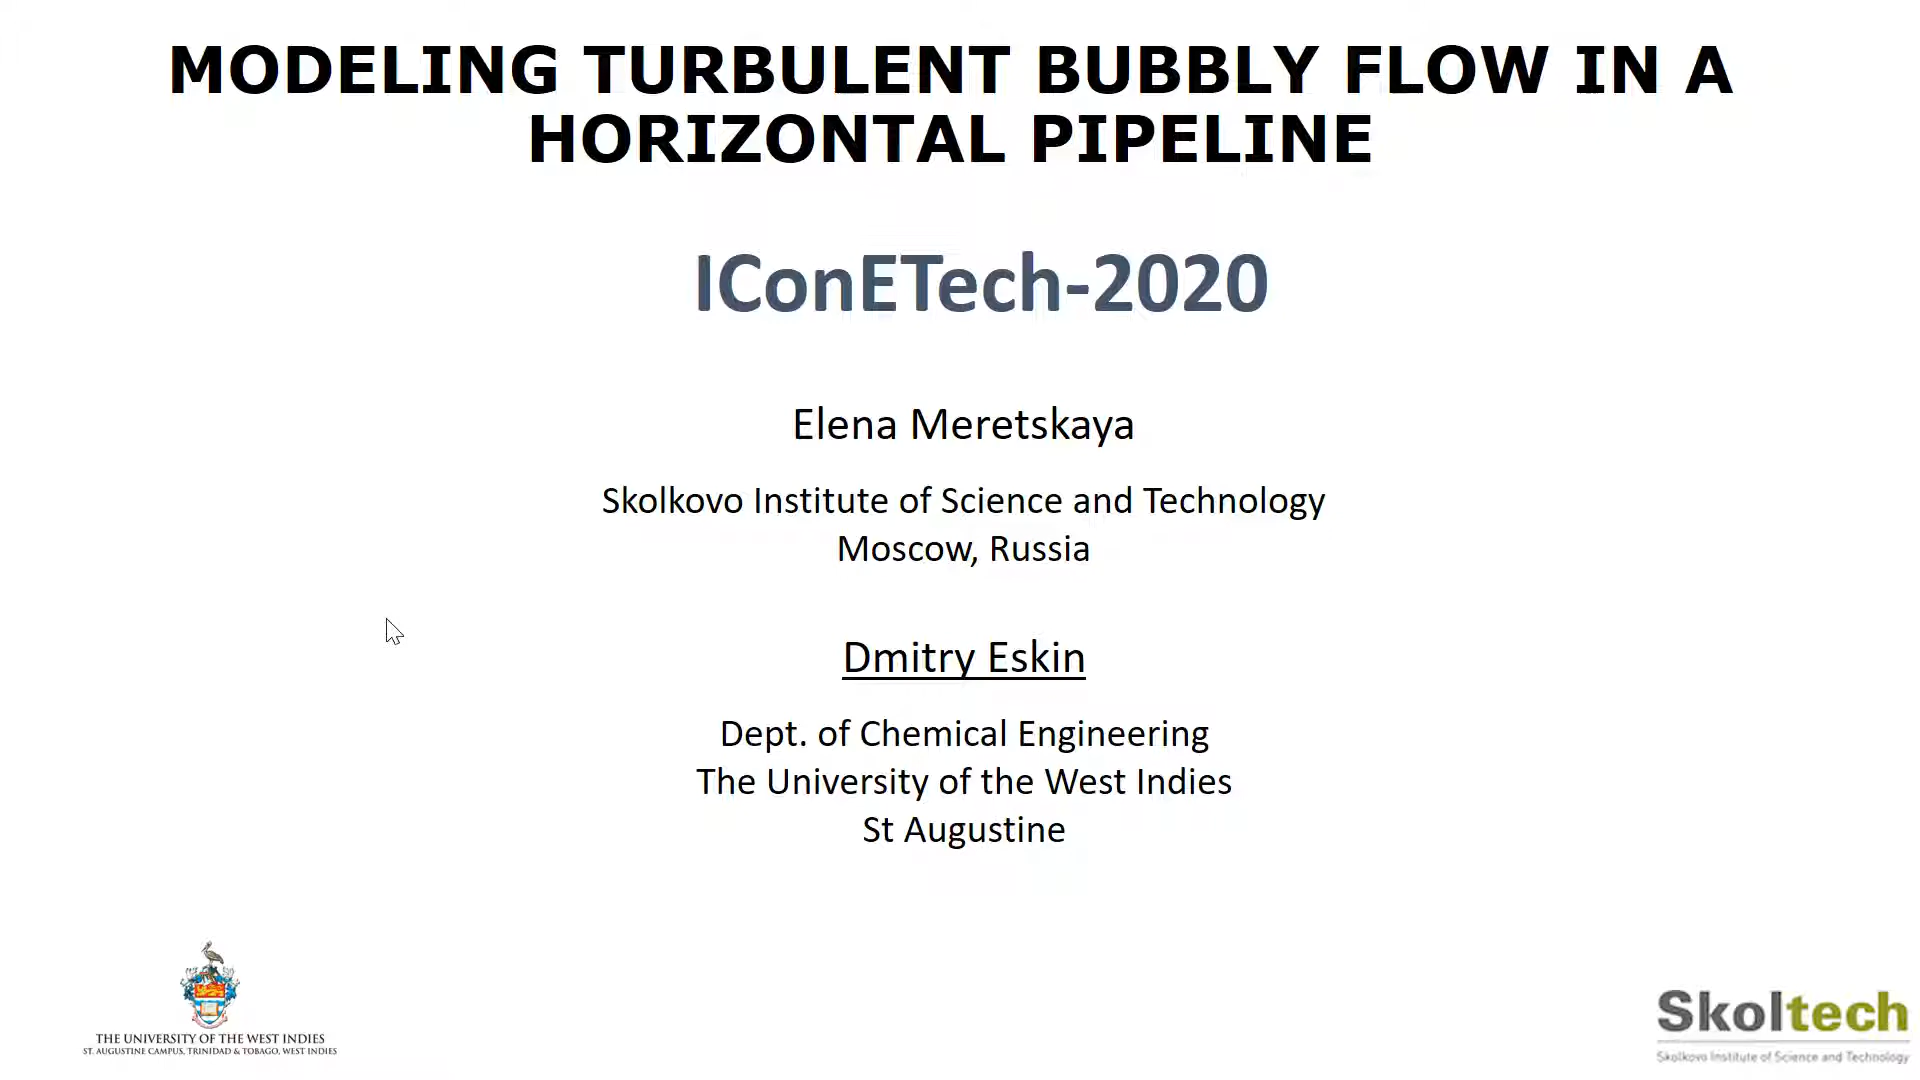 MODELING TURBULENT BUBBLY FLOW IN A
HORIZONTAL PIPELINE
IConETech-2020
Elena Meretskaya
Skolkovo Institute of Science and Technology
Moscow, Russia
Dmitry Eskin
Dept. of Chemical Engineering
The University of the West Indies
St Augustine
THE UNIVERSITY OF THE WEST INDIES
ST. AUGUSTINE CAMPUS, TRINIDAD & TOBAGO, WEST INDIES
Skoltech
Skolkovo Institute of Science and Technology